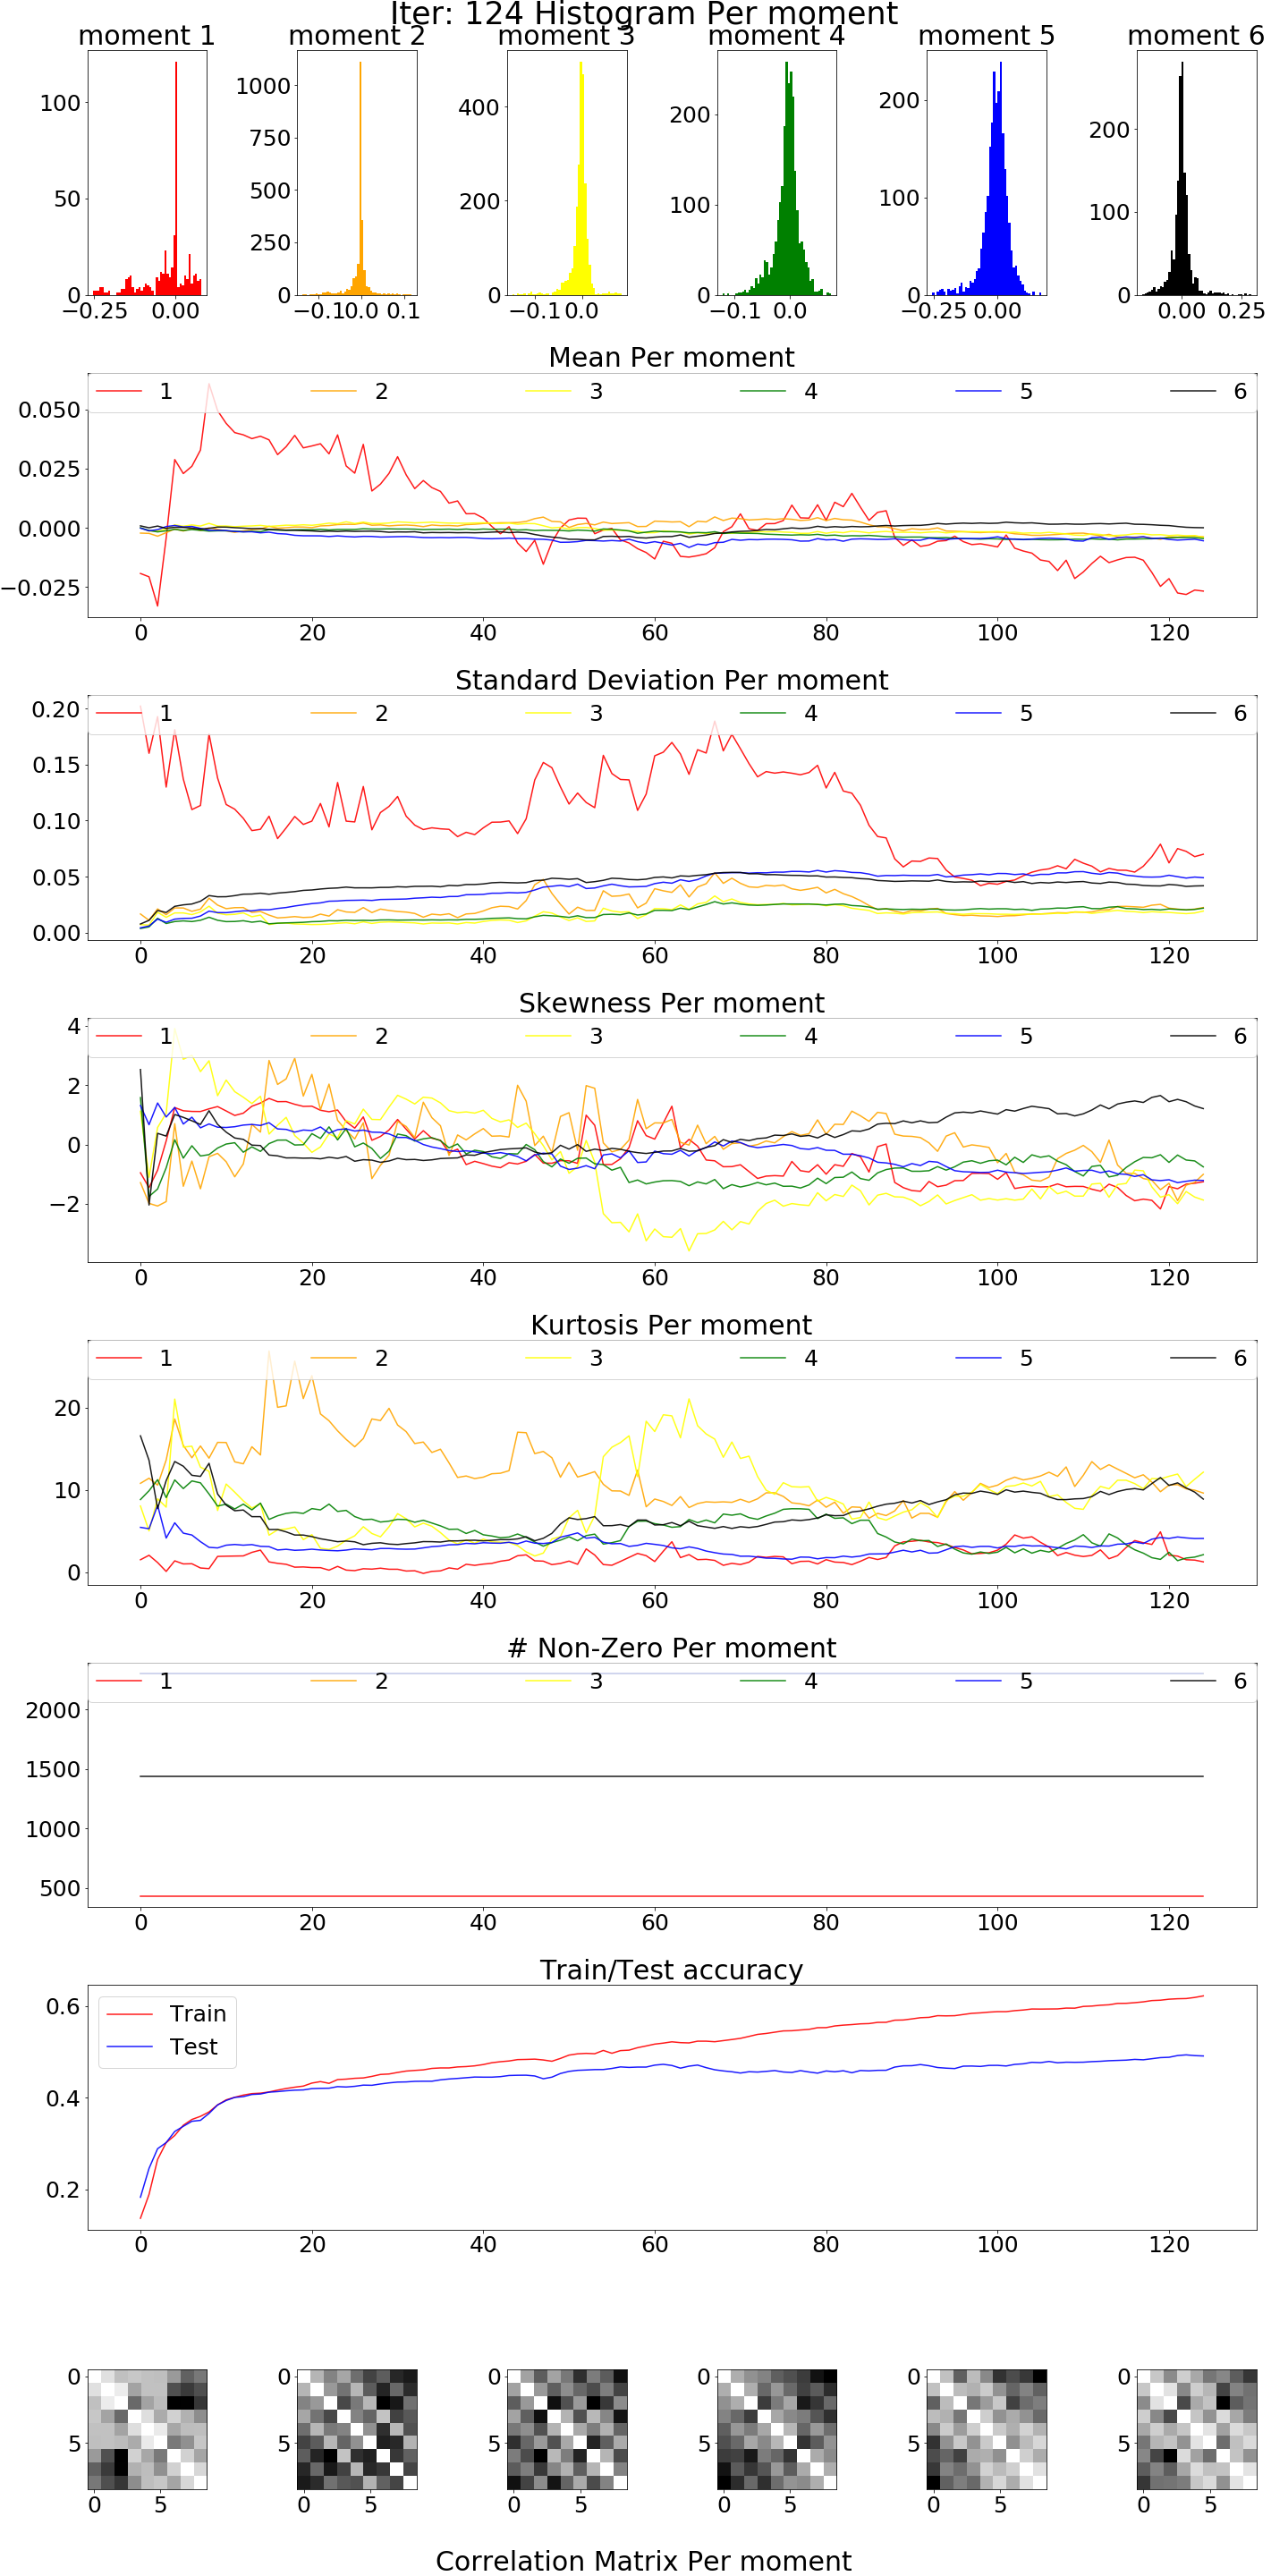 Iter: 124 Histogram Per moment
moment 1 moment 2 moment 3 moment 4 moment 5 moment 6
100
50
0
−0.25 0.00
1000
750
500
250
0
−0.1 0.0 0.1
400
200
0
−0.1 0.0
200
100
0
−0.1 0.0
200
100
0
−0.25 0.00
200
100
0
0.00 0.25
Mean Per moment
1 2 3 4 5 6
0.050
0.025
0.000
−0.025
0 20 40 60 80 100 120
Standard Deviation Per moment
1 2 3 4 5 6
0.20
0.15
0.10
0.05
0.00
0 20 40 60 80 100 120
Skewness Per moment
1 2 3 4 5 6
4
2
0
−2
0 20 40 60 80 100 120
Kurtosis Per moment
1 2 3 4 5 6
20
10
0
0 20 40 60 80 100 120
# Non-Zero Per moment
1 2 3 4 5 6
2000
1500
1000
500
0 20 40 60 80 100 120
Train/Test accuracy
Train
Test
0.6
0.4
0.2
0 20 40 60 80 100 120
0 0 0 0 0 0
5 5 5 5 5 5
0 5 0 5 0 5 0 5 0 5 0 5
Correlation Matrix Per moment